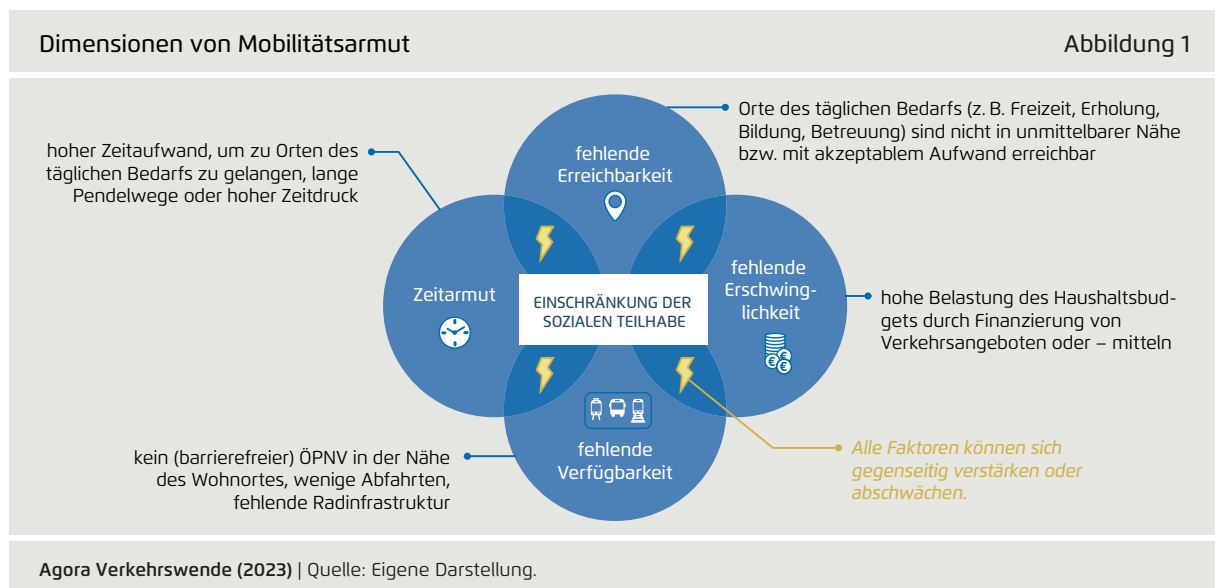 Dimensionen von Mobilitätsarmut
Abbildung 1
Orte des täglichen Bedarfs (z. B. Freizeit, Erholung,
Bildung, Betreuung) sind nicht in unmittelbarer Nähe
bzw. mit akzeptablem Aufwand erreichbar
hoher Zeitaufwand, um zu Orten des
täglichen Bedarfs zu gelangen, lange
Pendelwege oder hoher Zeitdruck
fehlende
Erreichbarkeit
Zeitarmut
EINSCHRÄNKUNG DER
SOZIALEN TEILHABE
fehlende
Erschwing-
lichkeit
hohe Belastung des Haushaltsbud-
gets durch Finanzierung von
Verkehrsangeboten oder – mitteln
fehlende
Verfügbarkeit
kein (barrierefreier) ÖPNV in der Nähe
des Wohnortes, wenige Abfahrten,
fehlende Radinfrastruktur
Alle Faktoren können sich
gegenseitig verstärken oder
abschwächen.
Agora Verkehrswende (2023) | Quelle: Eigene Darstellung.